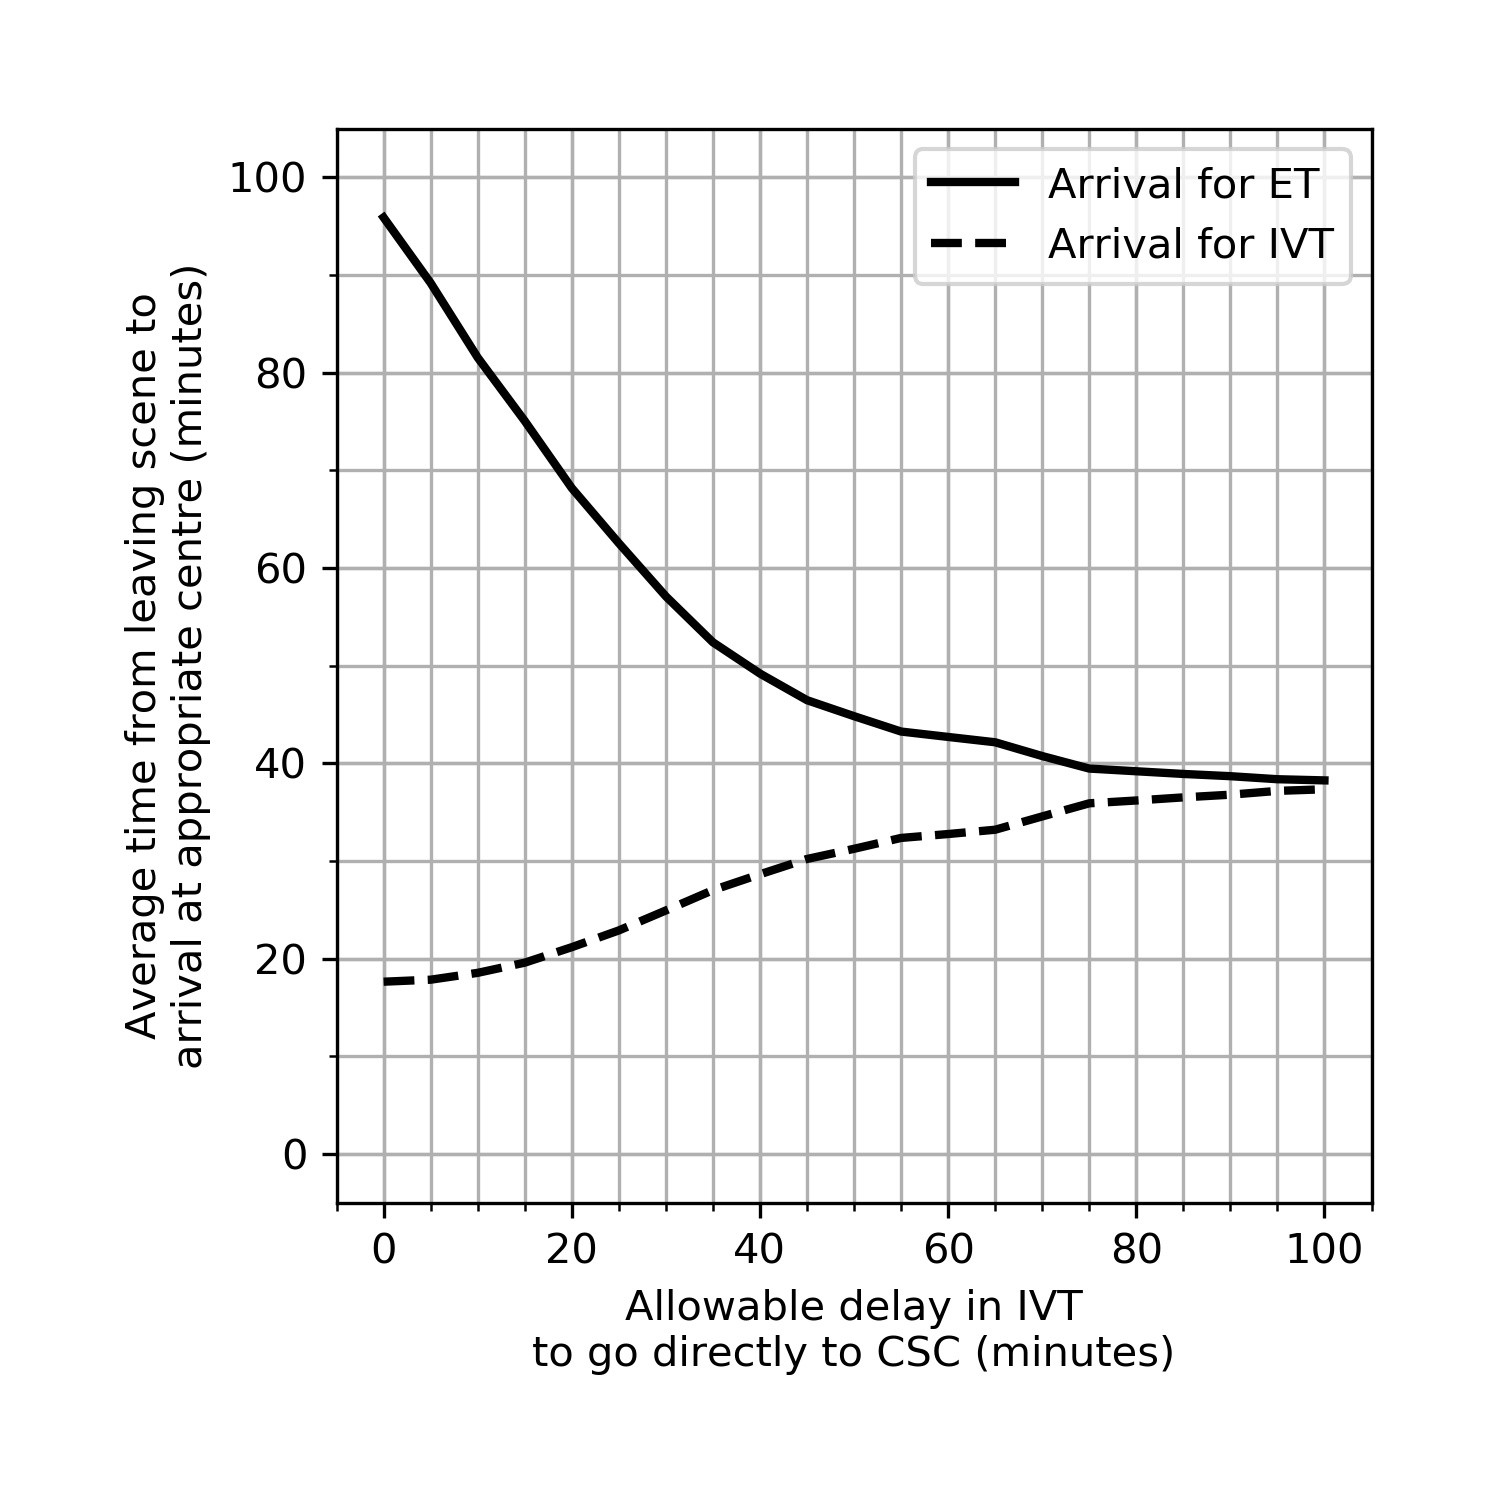 Average time from leaving scene to
arrival at appropriate centre (minutes)
100
80
60
40
20
0
Arrival for ET
Arrival for IVT
0 20 40 60 80 100
Allowable delay in IVT
to go directly to CSC (minutes)